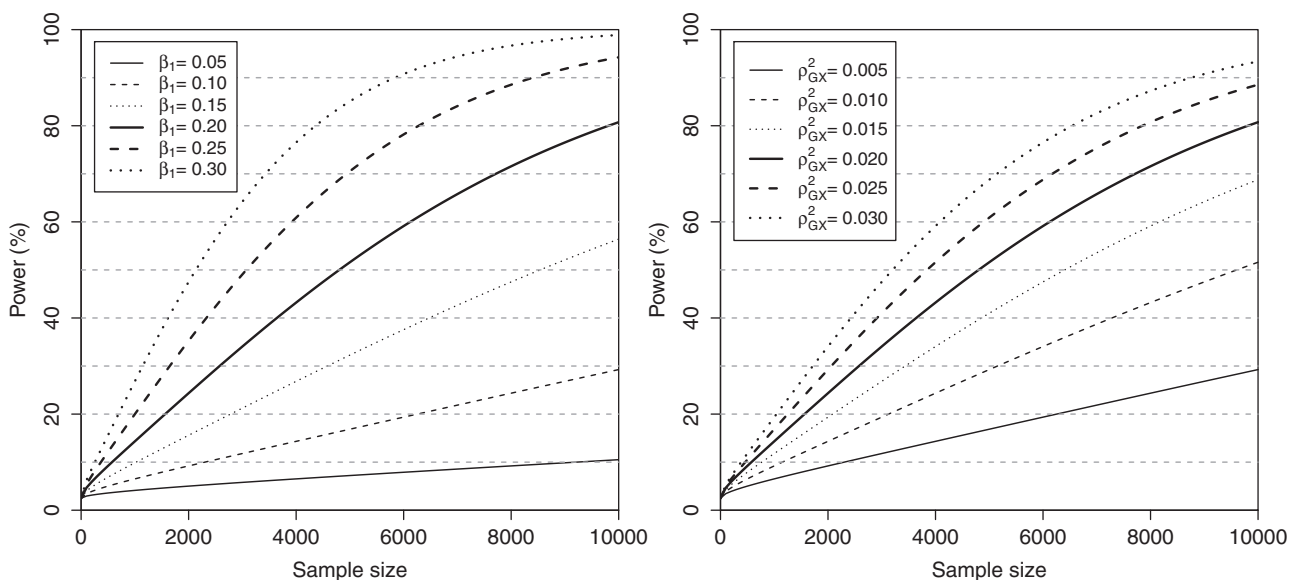 100
80
60
40
20
0
Power (%)
β1= 0.05
β1= 0.10
β1= 0.15
β1= 0.20
β1= 0.25
β1= 0.30
0 2000 4000 6000 8000 10000
Sample size
100
80
60
40
20
0
Power (%)
ρ²GX= 0.005
ρ²GX= 0.010
ρ²GX= 0.015
ρ²GX= 0.020
ρ²GX= 0.025
ρ²GX= 0.030
0 2000 4000 6000 8000 10000
Sample size